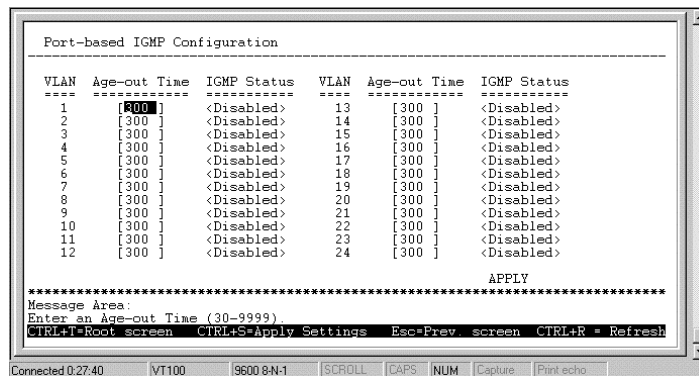 Port-based IGMP Configuration
VLAN Age-out Time IGMP Status VLAN Age-out Time IGMP Status
==== ============ =========== ==== ============ ===========
1 [300 ] <Disabled> 13 [300 ] <Disabled>
2 [300 ] <Disabled> 14 [300 ] <Disabled>
3 [300 ] <Disabled> 15 [300 ] <Disabled>
4 [300 ] <Disabled> 16 [300 ] <Disabled>
5 [300 ] <Disabled> 17 [300 ] <Disabled>
6 [300 ] <Disabled> 18 [300 ] <Disabled>
7 [300 ] <Disabled> 19 [300 ] <Disabled>
8 [300 ] <Disabled> 20 [300 ] <Disabled>
9 [300 ] <Disabled> 21 [300 ] <Disabled>
10 [300 ] <Disabled> 22 [300 ] <Disabled>
11 [300 ] <Disabled> 23 [300 ] <Disabled>
12 [300 ] <Disabled> 24 [300 ] <Disabled>
APPLY
********************************************************************************
Message Area:
Enter an Age-out Time (30-9999).
CTRL+T=Root screen CTRL+S=Apply Settings Esc=Prev. screen CTRL+R = Refresh
Connected 0:27:40 VT100 9600 8-N-1 SCROLL CAPS NUM Capture Print echo